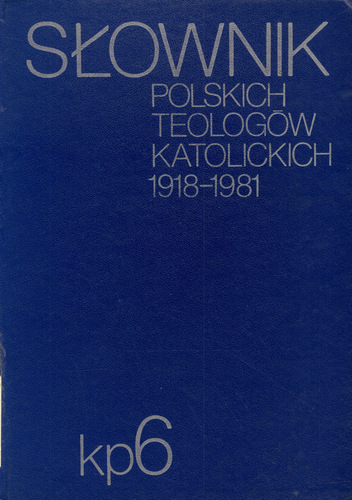 SŁOWNIK
POLSKICH
TEOLOGÓW
KATOLICKICH
1918-1981
kp6